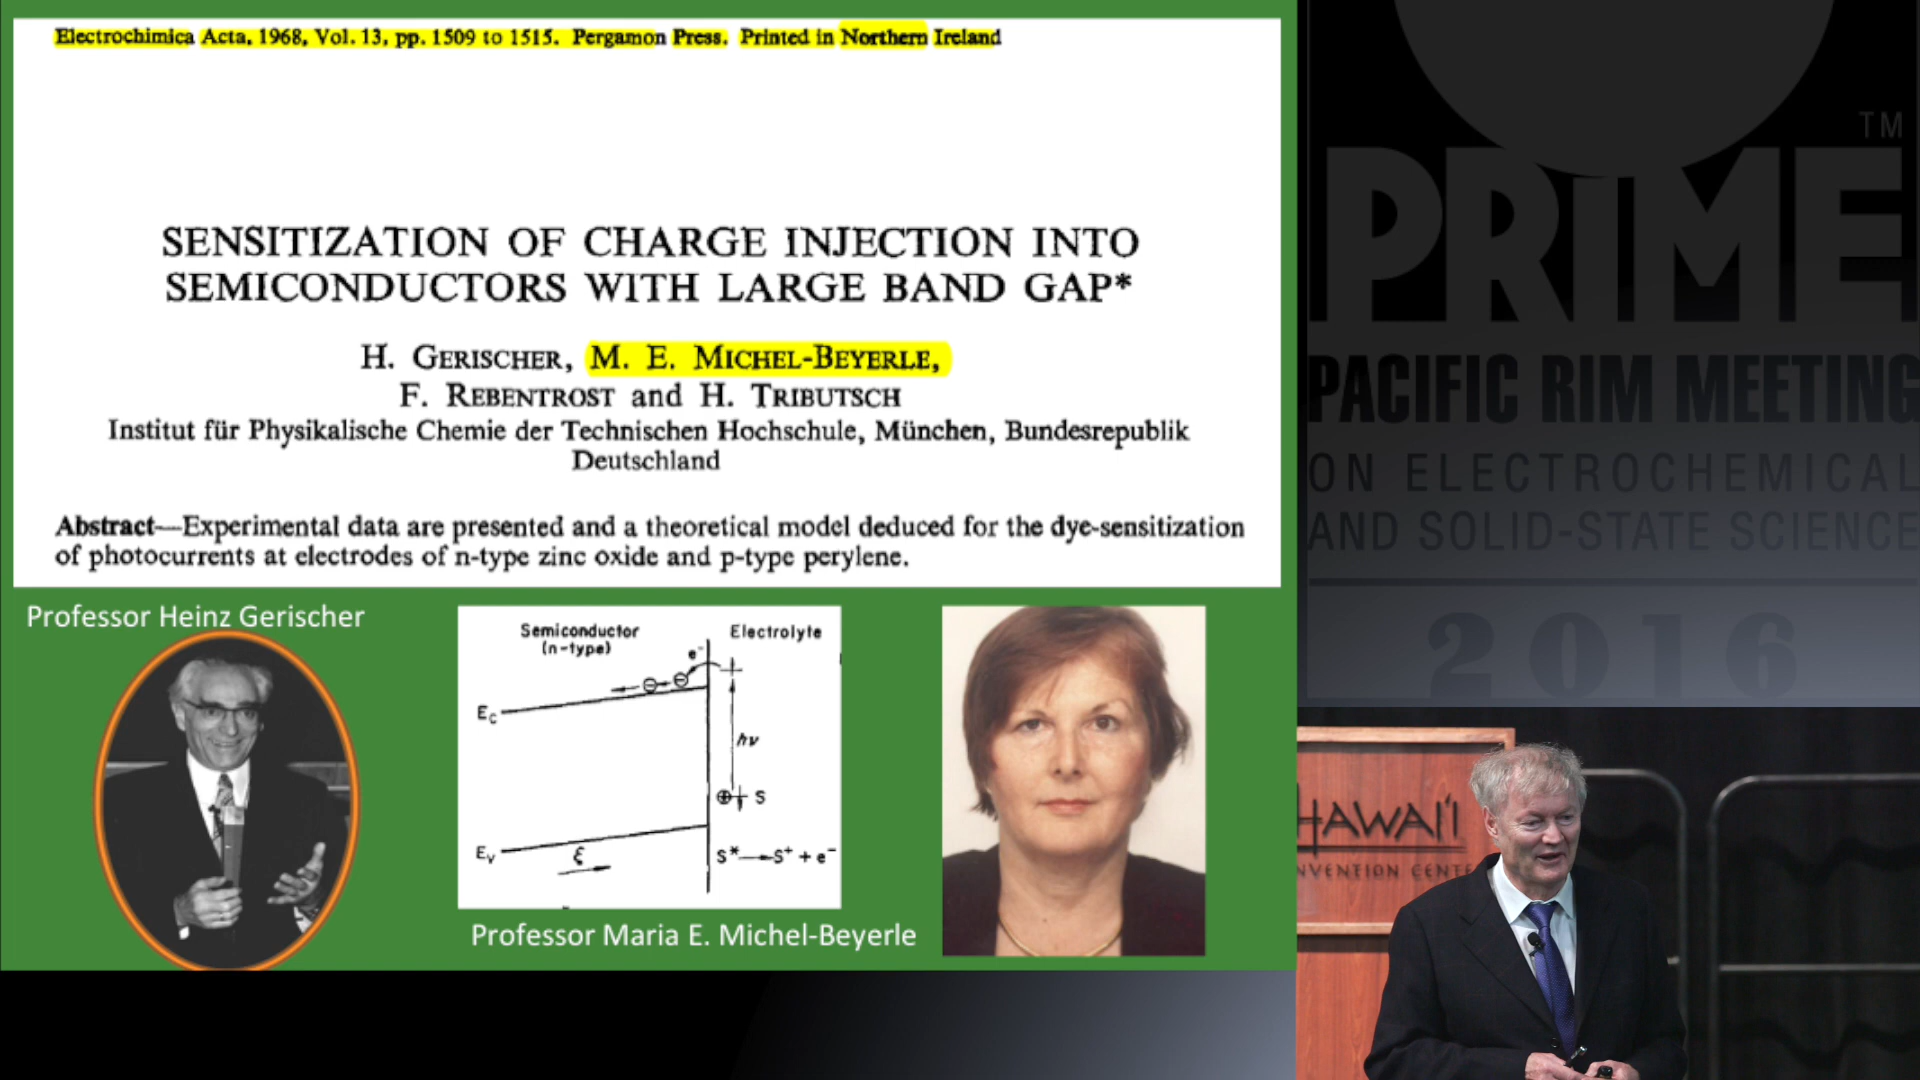 Electrochimica Acta, 1968, Vol. 13, pp. 1509 to 1515. Pergamon Press. Printed in Northern Ireland
SENSITIZATION OF CHARGE INJECTION INTO
SEMICONDUCTORS WITH LARGE BAND GAP*
H. GERISCHER, M. E. MICHEL-BEYERLE,
F. REBENTROST and H. TRIBUTSCH
Institut für Physikalische Chemie der Technischen Hochschule, München, Bundesrepublik
Deutschland
Abstract—Experimental data are presented and a theoretical model deduced for the dye-sensitization
of photocurrents at electrodes of n-type zinc oxide and p-type perylene.
Professor Heinz Gerischer
Semiconductor
(n-type)
Electrolyte
e⁻
E_C
hν
⊕ S
E_V
ξ
S* → S⁺ + e⁻
Professor Maria E. Michel-Beyerle
TM
PRiME
PACIFIC RIM MEETING
ON ELECTROCHEMICAL
AND SOLID-STATE SCIENCE
2016
HAWAI'I
NVENTION CENTE